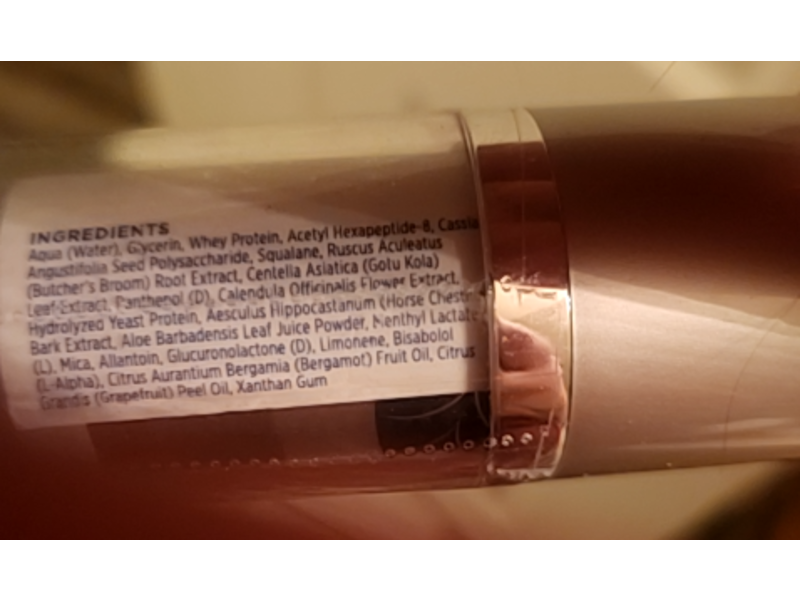 INGREDIENTS
Aqua (Water), Glycerin, Whey Protein, Acetyl Hexapeptide-8, Cassia
Angustifolia Seed Polysaccharide, Squalane, Ruscus Aculeatus
(Butcher's Broom) Root Extract, Centella Asiatica (Gotu Kola)
Leaf Extract, Panthenol (D), Calendula Officinalis Flower Extract,
Hydrolyzed Yeast Protein, Aesculus Hippocastanum (Horse Chestn
Bark Extract, Aloe Barbadensis Leaf Juice Powder, Menthyl Lactate
(L), Mica, Allantoin, Glucuronolactone (D), Limonene, Bisabolol
(L-Alpha), Citrus Aurantium Bergamia (Bergamot) Fruit Oil, Citrus
Grandis (Grapefruit) Peel Oil, Xanthan Gum